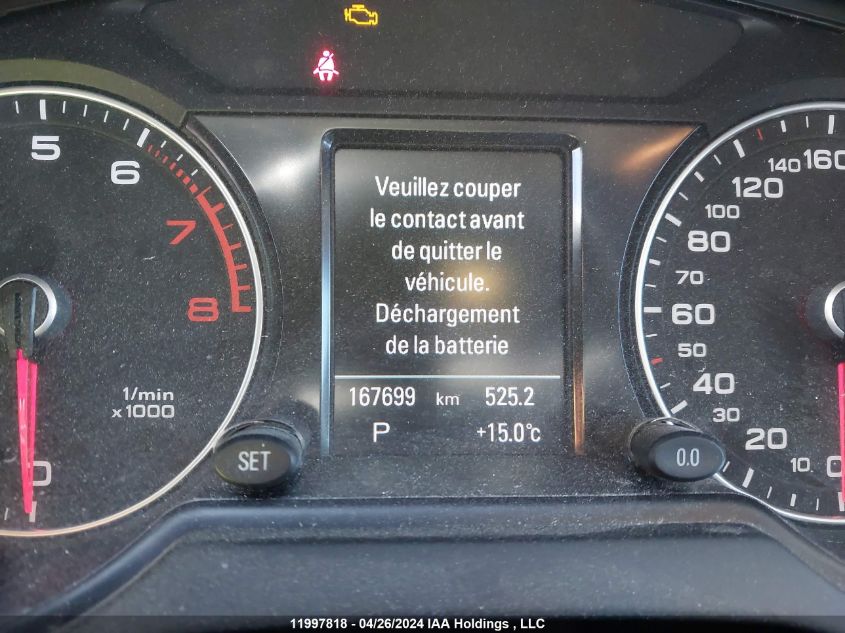 Veuillez couper
le contact avant
de quitter le
véhicule.
Déchargement
de la batterie
167699 km 525.2
P +15.0°c
5
6
7
8
1/min
x1000
0
SET
0.0
160
140
120
100
80
70
60
50
40
30
20
10
0
11997818 - 04/26/2024 IAA Holdings , LLC